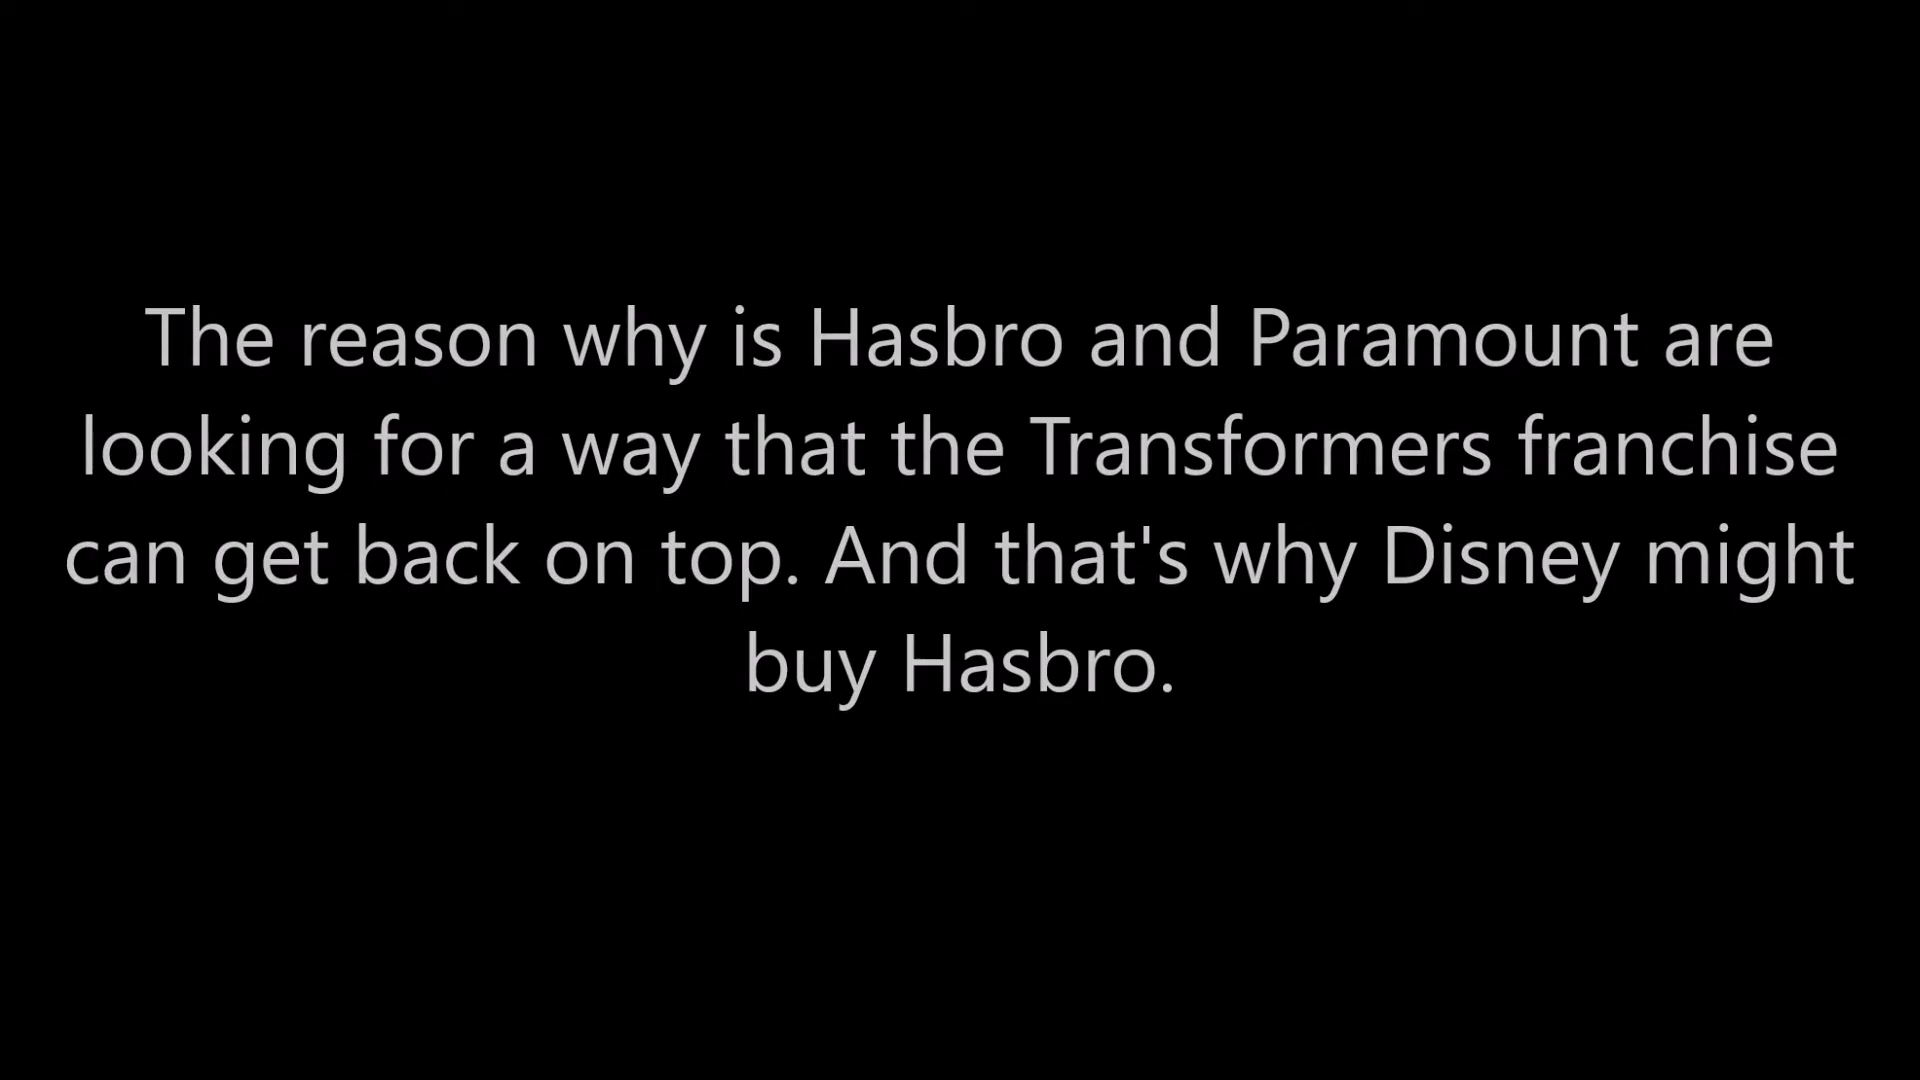 The reason why is Hasbro and Paramount are
looking for a way that the Transformers franchise
can get back on top. And that's why Disney might
buy Hasbro.